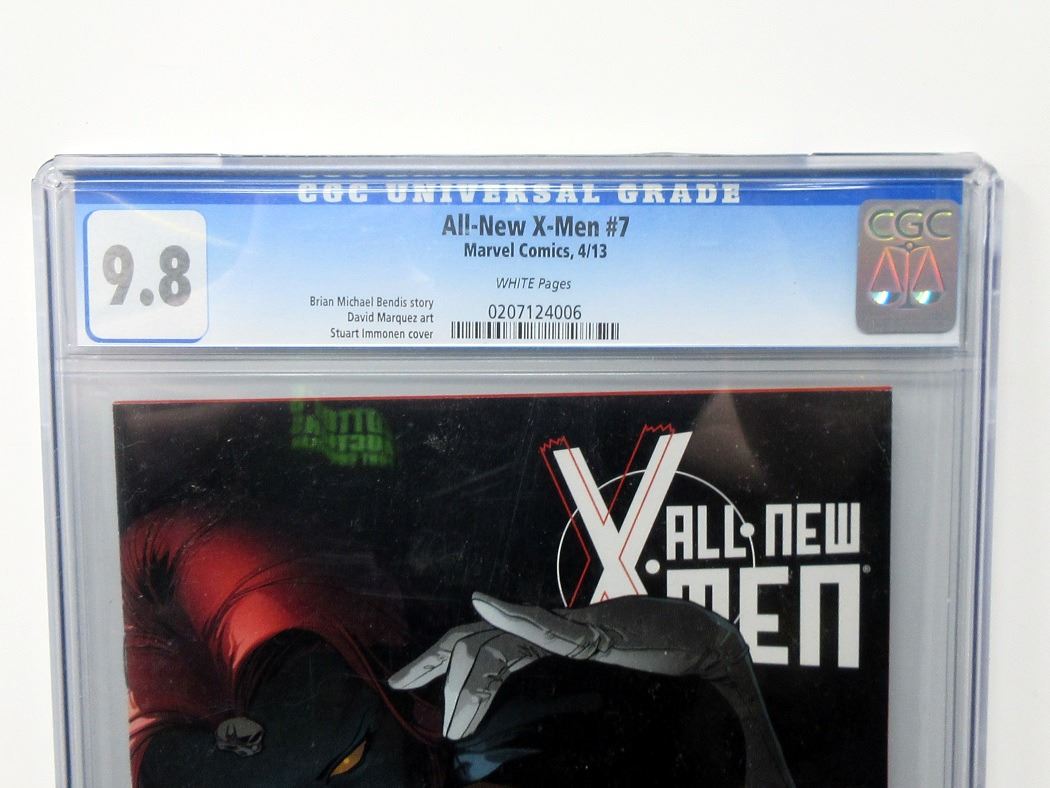 CGC UNIVERSAL GRADE
9.8
All-New X-Men #7
Marvel Comics, 4/13
WHITE Pages
Brian Michael Bendis story
David Marquez art
Stuart Immonen cover
0207124006
CGC
ALL·NEW
X·MEN®